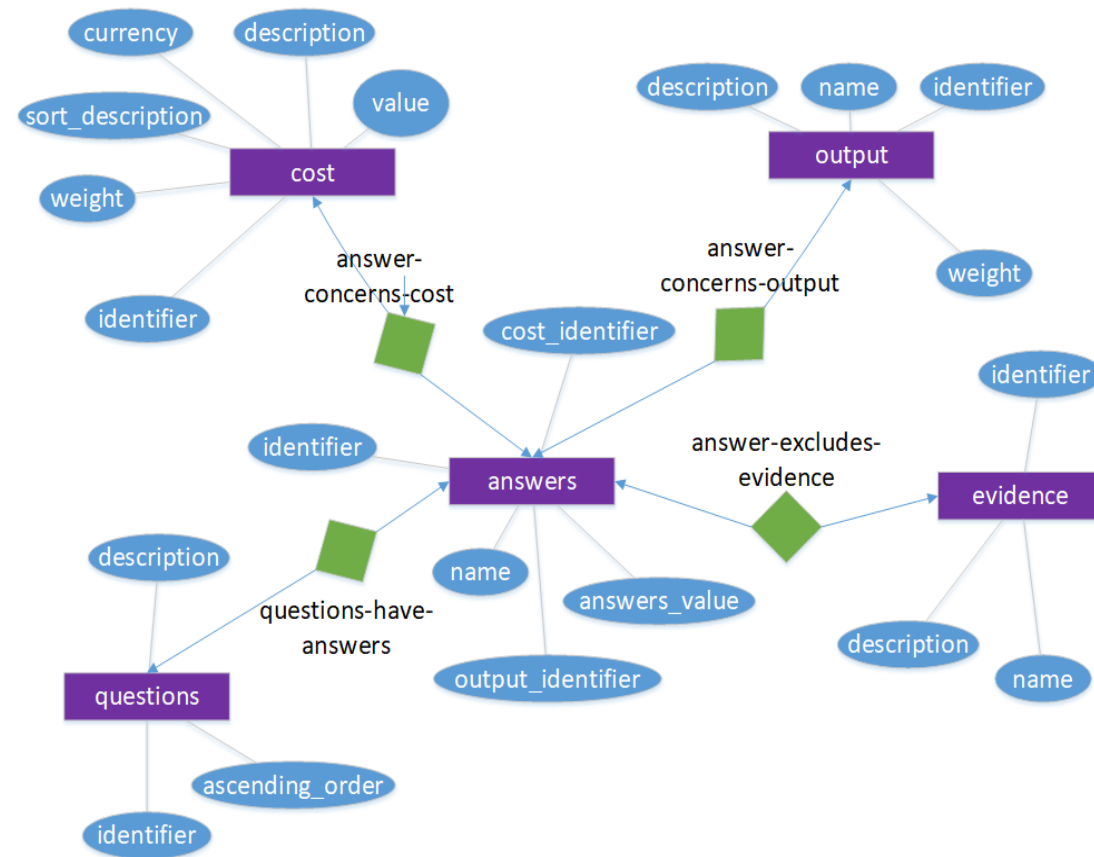 currency
description
sort_description
value
cost
weight
identifier
description
name
identifier
output
weight
answer-
concerns-cost
answer-
concerns-output
cost_identifier
identifier
answers
name
answers_value
output_identifier
answer-excludes-
evidence
identifier
evidence
description
name
description
questions-have-
answers
questions
ascending_order
identifier